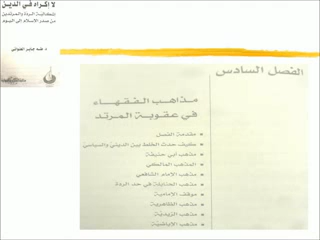 لا إكراه في الدين
إشكالية الردة والمرتدين
من صدر الإسلام إلى اليوم
د. طه جابر العلواني
الفصل السادس
مذاهب الفقهاء
في عقوبة المرتد
مقدمة الفصل
كيف حدث الخلط بين الديني والسياسي
مذهب أبي حنيفة
المذهب المالكي
مذهب الإمام الشافعي
مذهب الحنابلة في حد الردة
موقف الإمامية
مذهب الظاهرية
مذهب الزيدية
مذهب الإباضية